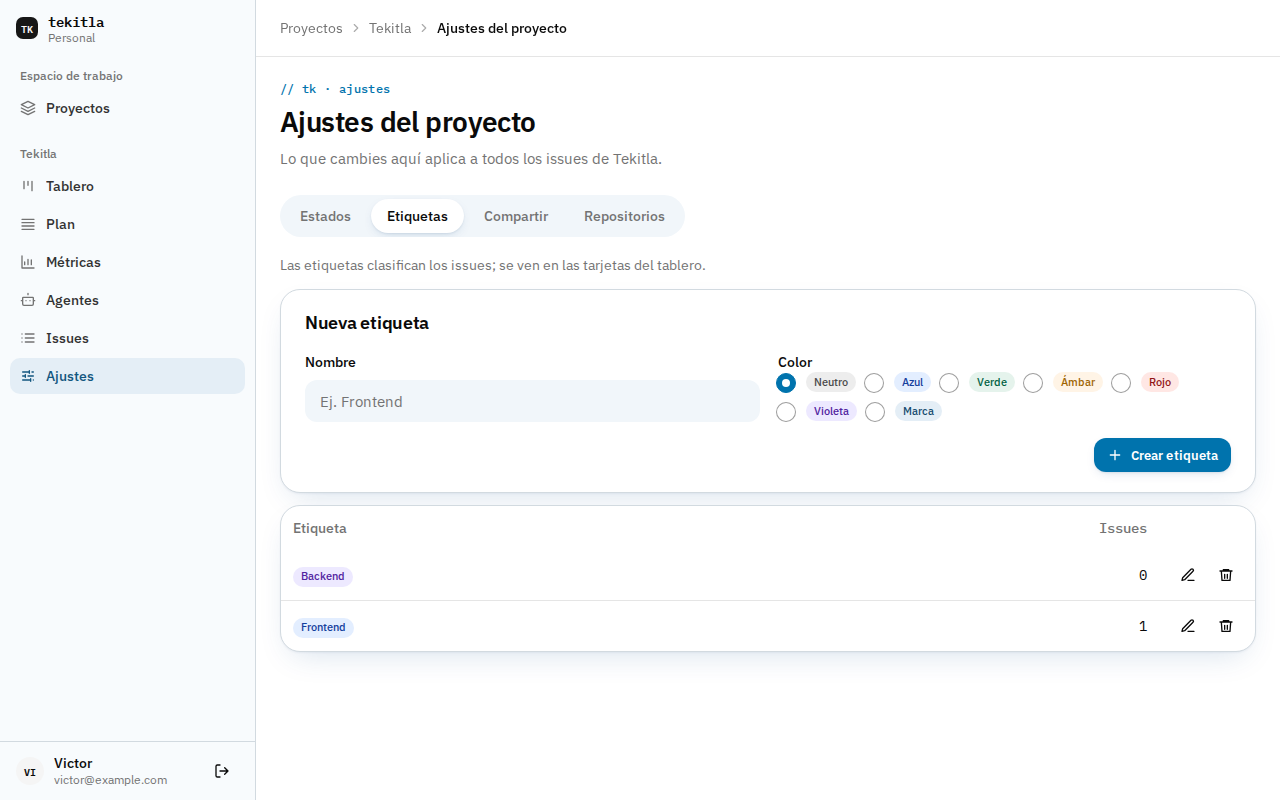 TK
tekitla
Personal
Espacio de trabajo
Proyectos
Tekitla
Tablero
Plan
Métricas
Agentes
Issues
Ajustes
VI
Victor
victor@example.com
Proyectos > Tekitla > Ajustes del proyecto
// tk · ajustes
Ajustes del proyecto
Lo que cambies aquí aplica a todos los issues de Tekitla.
Estados Etiquetas Compartir Repositorios
Las etiquetas clasifican los issues; se ven en las tarjetas del tablero.
Nueva etiqueta
Nombre
Ej. Frontend
Color
Neutro Azul Verde Ámbar Rojo
Violeta Marca
Crear etiqueta
Etiqueta Issues
Backend 0
Frontend 1